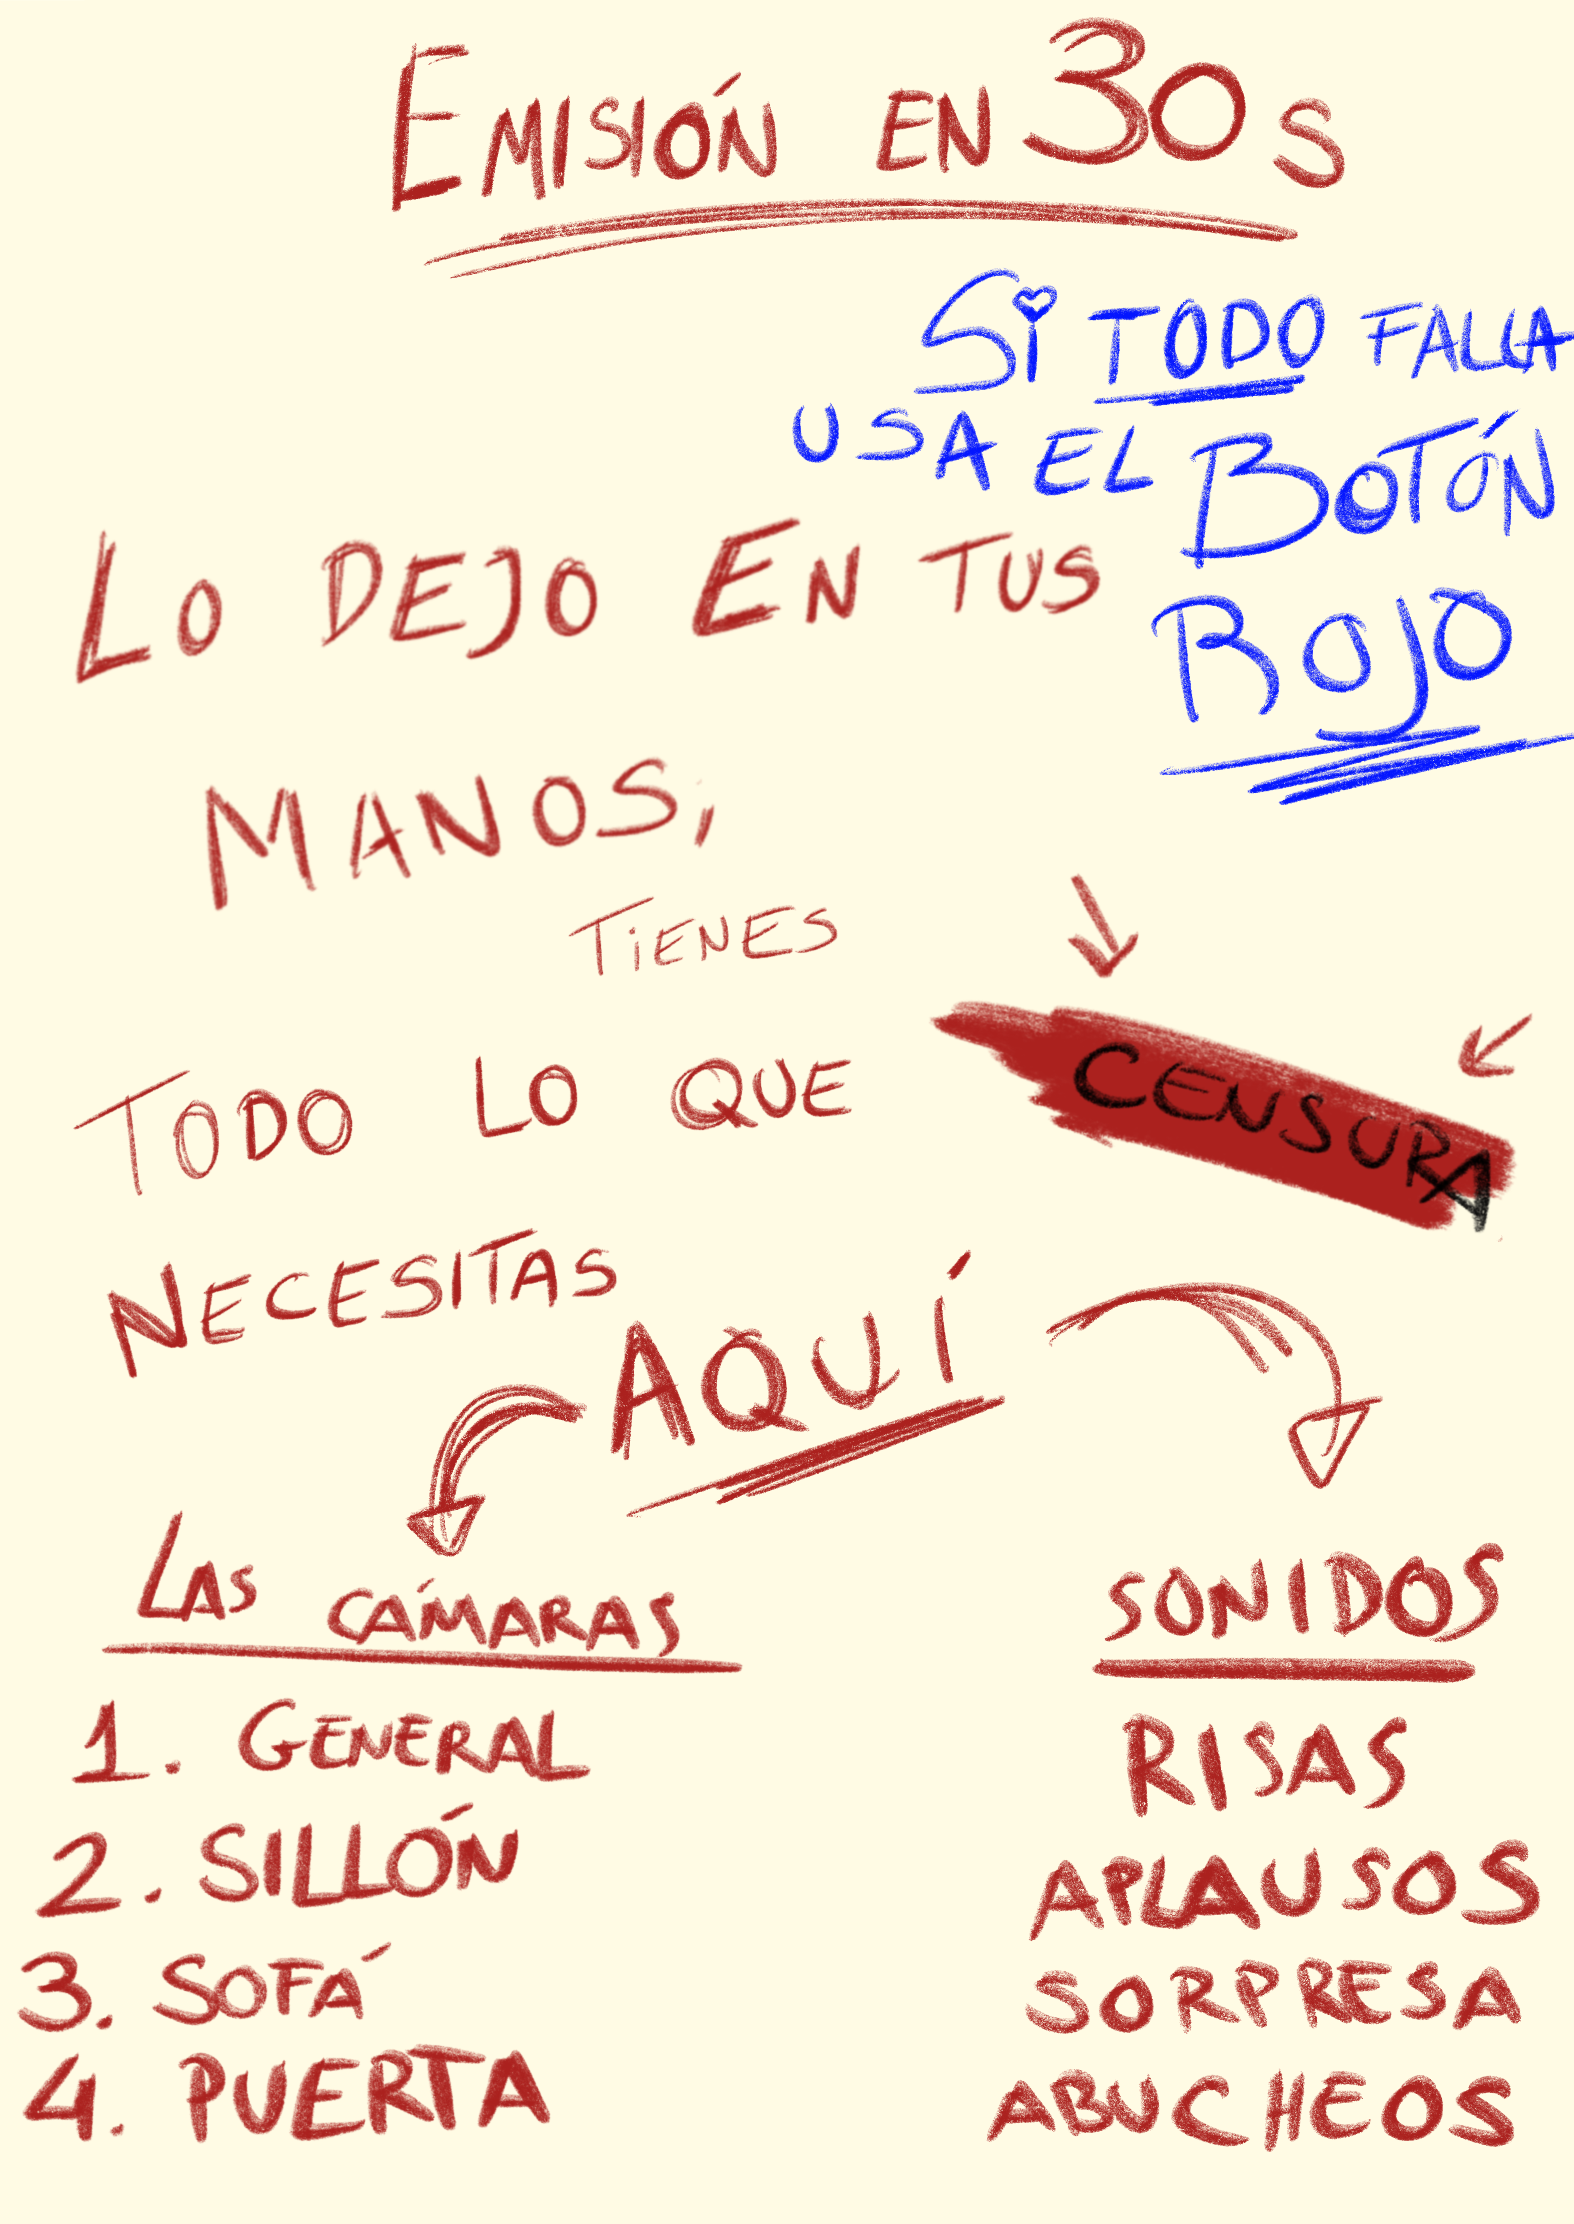 EMISIÓN EN 30 S
Si TODO FALLA
USA EL BOTÓN
ROJO
LO DEJO EN TUS
MANOS,
TiENES
TODO LO QUE
NECESITAS
CENSURA
AQUÍ
LAS CÁMARAS
1. GENERAL
2. SILLÓN
3. SOFÁ
4. PUERTA
SONIDOS
RISAS
APLAUSOS
SORPRESA
ABUCHEOS